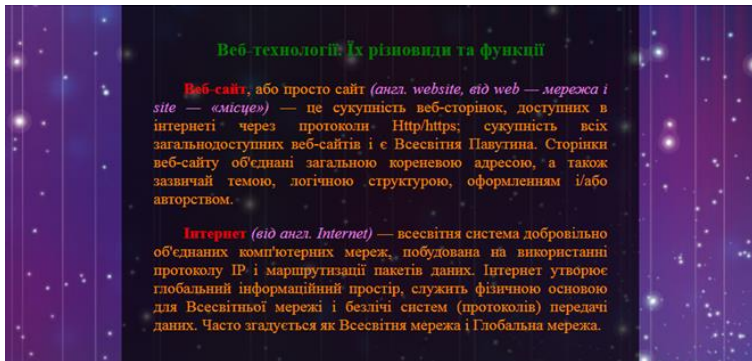 Веб-технології: Їх різновиди та функції
Веб-сайт, або просто сайт (англ. website, від web — мережа і
site — «місце») — це сукупність веб-сторінок, доступних в
інтернеті через протоколи Http/https; сукупність всіх
загальнодоступних веб-сайтів і є Всесвітня Павутина. Сторінки
веб-сайту об'єднані загальною кореневою адресою, а також
зазвичай темою, логічною структурою, оформленням і/або
авторством.
Інтернет (від англ. Internet) — всесвітня система добровільно
об'єднаних комп'ютерних мереж, побудована на використанні
протоколу IP і маршрутизації пакетів даних. Інтернет утворює
глобальний інформаційний простір, служить фізичною основою
для Всесвітньої мережі і безлічі систем (протоколів) передачі
даних. Часто згадується як Всесвітня мережа і Глобальна мережа.